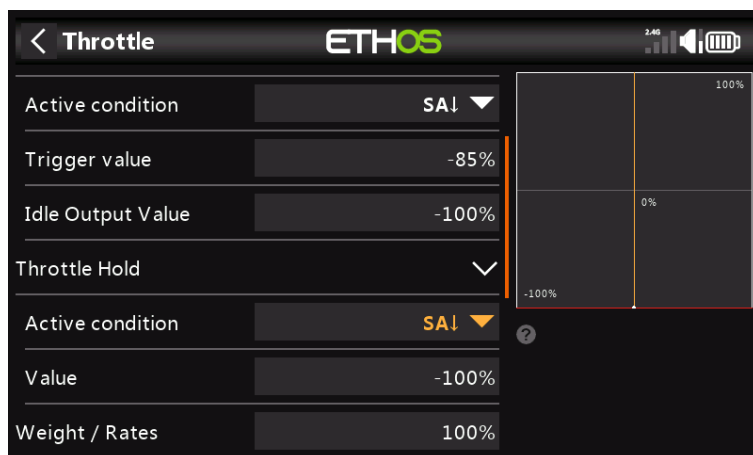 Throttle
ETHOS
2.4G
Active condition SA↓
Trigger value -85%
Idle Output Value -100%
Throttle Hold
Active condition SA↓
Value -100%
Weight / Rates 100%
100%
0%
-100%
?